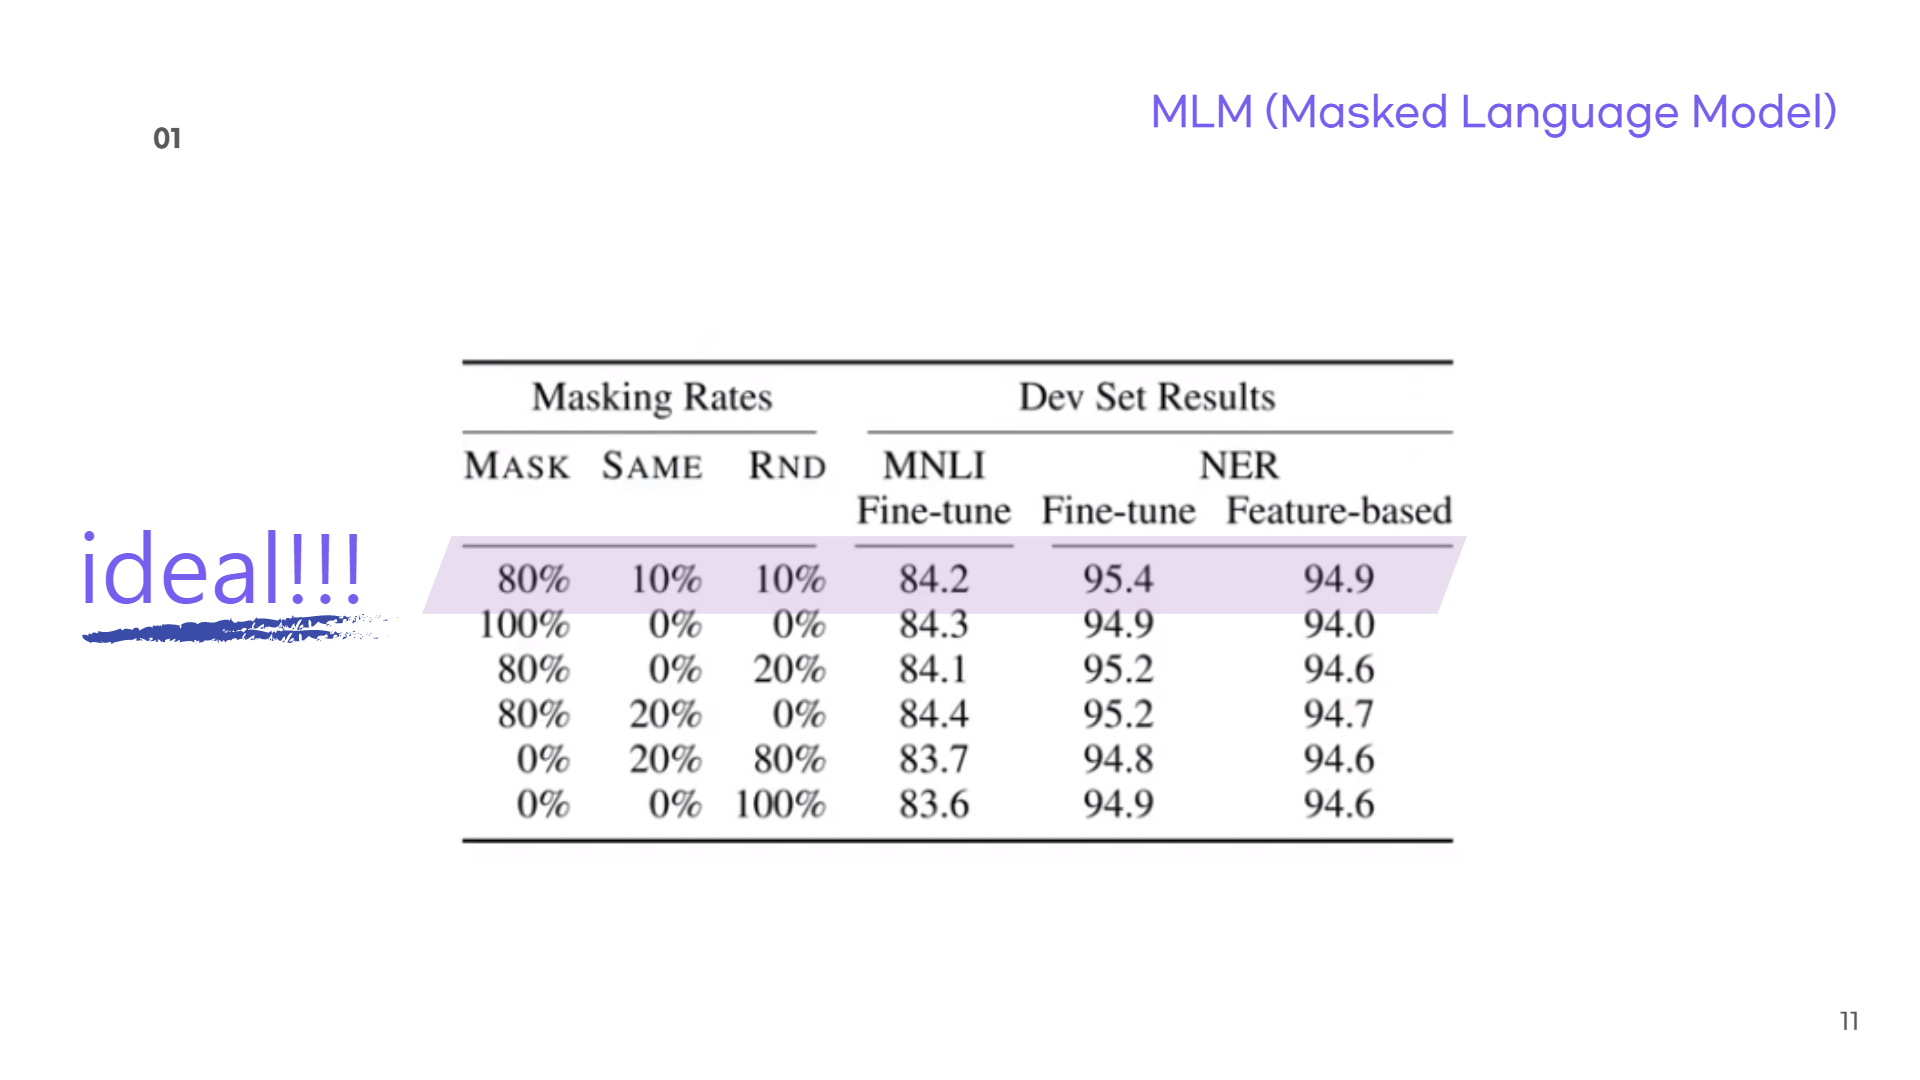 01
MLM (Masked Language Model)
Masking Rates Dev Set Results
MASK SAME RND MNLI NER
Fine-tune Fine-tune Feature-based
ideal!!!
80% 10% 10% 84.2 95.4 94.9
100% 0% 0% 84.3 94.9 94.0
80% 0% 20% 84.1 95.2 94.6
80% 20% 0% 84.4 95.2 94.7
0% 20% 80% 83.7 94.8 94.6
0% 0% 100% 83.6 94.9 94.6
11